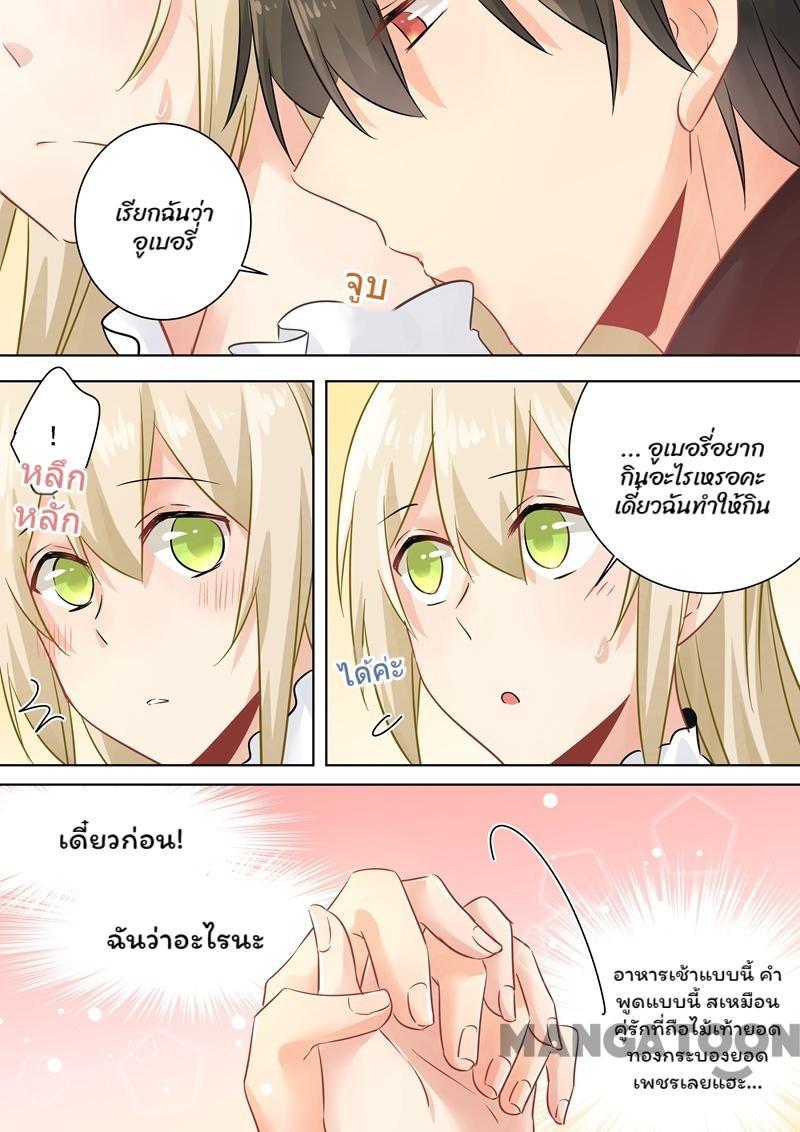 เรียกฉันว่า
อูเบอรี่
จูบ
!
หลึก
หลัก
... อูเบอรี่อยาก
กินอะไรเหรอคะ
เดี๋ยวฉันทำให้กิน
ได้ค่ะ
เดี๋ยวก่อน!
ฉันว่าอะไรนะ
อาหารเช้าแบบนี้ คำ
พูดแบบนี้ สเหมือน
คู่รักที่ถือไม้เท้ายอด
ทองกระบองยอด
เพชรเลยแฮะ...
MANGATOON